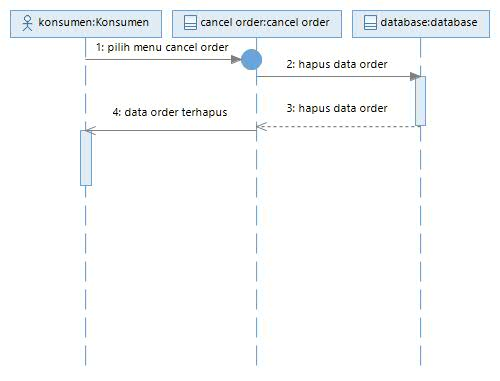 konsumen:Konsumen
cancel order:cancel order
database:database
1: pilih menu cancel order
2: hapus data order
3: hapus data order
4: data order terhapus